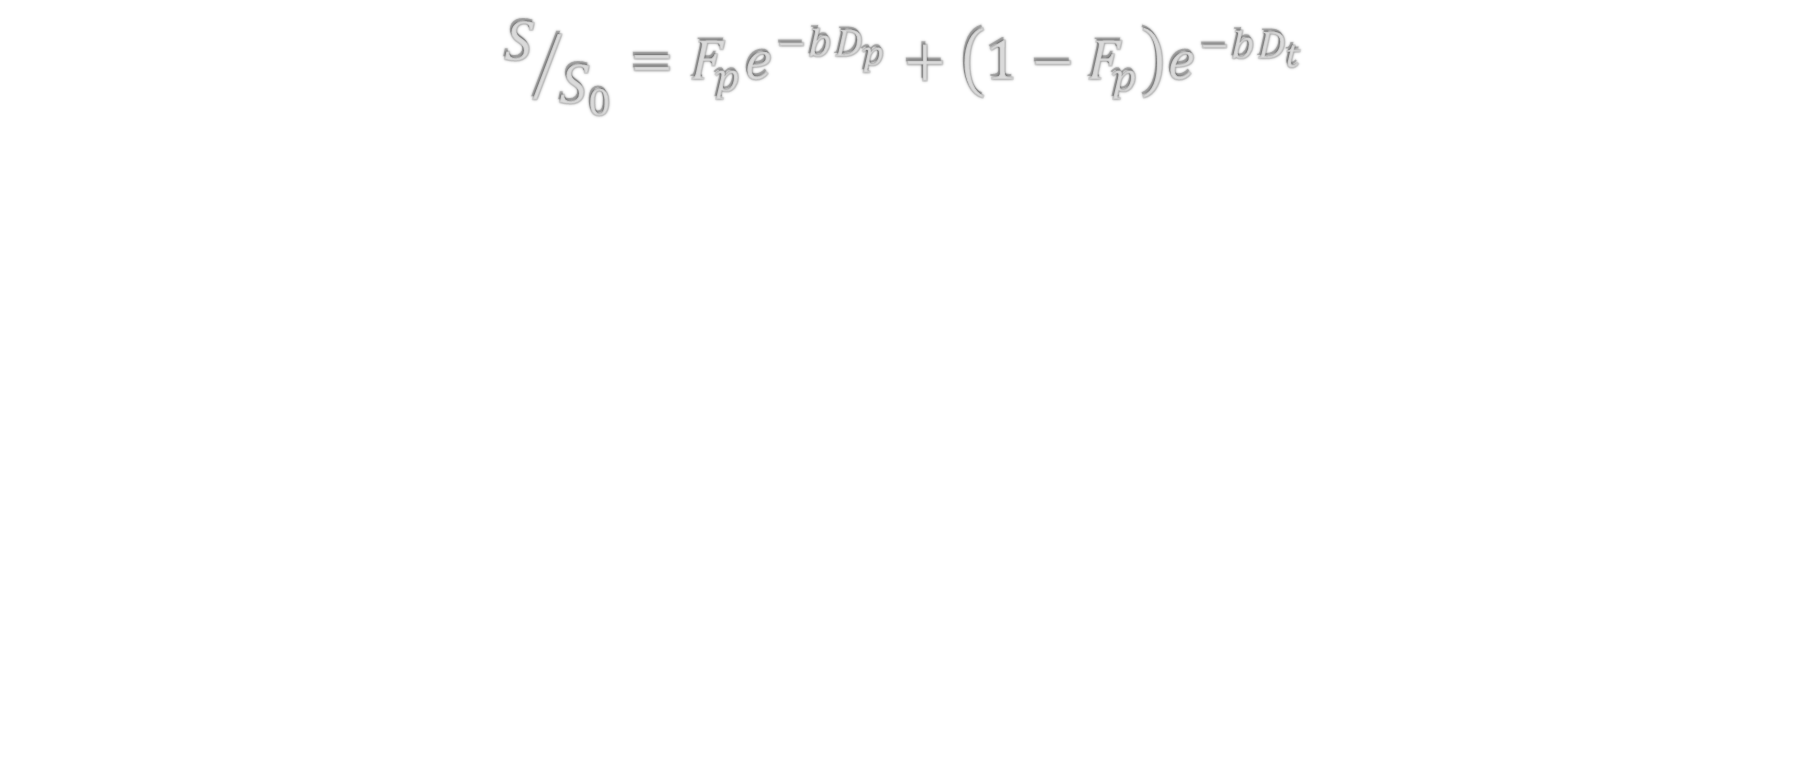 S/S₀ = Fₚe^(−bDₚ) + (1 − Fₚ)e^(−bDₜ)